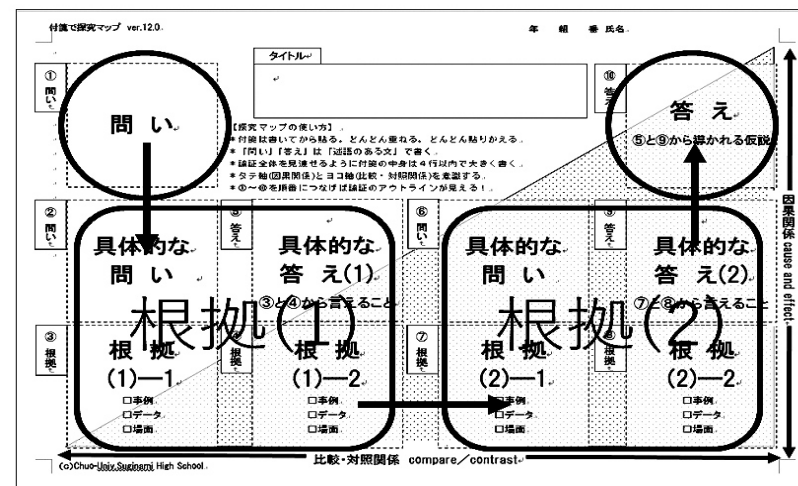 付箋で探究マップ ver.12.0
年 組 番 氏名
タイトル
① 問い
問 い
⑩ 答え
答 え
⑤と⑨から導かれる仮説
【探究マップの使い方】
*付箋は書いてから貼る。どんどん重ねる。どんどん貼りかえる。
*「問い」「答え」は「述語のある文」で書く。
*論証全体を見渡せるように付箋の中身は4行以内で大きく書く。
*タテ軸(因果関係)とヨコ軸(比較・対照関係)を意識する。
*①~⑩を順番につなげば論証のアウトラインが見える!
② 問い
具体的な
問 い
⑤ 答え
具体的な
答 え(1)
③と④から言えること
⑥ 問い
具体的な
問 い
⑨ 答え
具体的な
答 え(2)
⑦と⑧から言えること
根拠(1)
根拠(2)
③ 根拠
根 拠
(1)―1
□事例
□データ
□場面
④ 根拠
根 拠
(1)―2
□事例
□データ
□場面
⑦ 根拠
根 拠
(2)―1
□事例
□データ
□場面
⑧ 根拠
根 拠
(2)―2
□事例
□データ
□場面
因果関係 cause and effect
比較・対照関係 compare/contrast
(c)Chuo-Univ.Suginami High School.